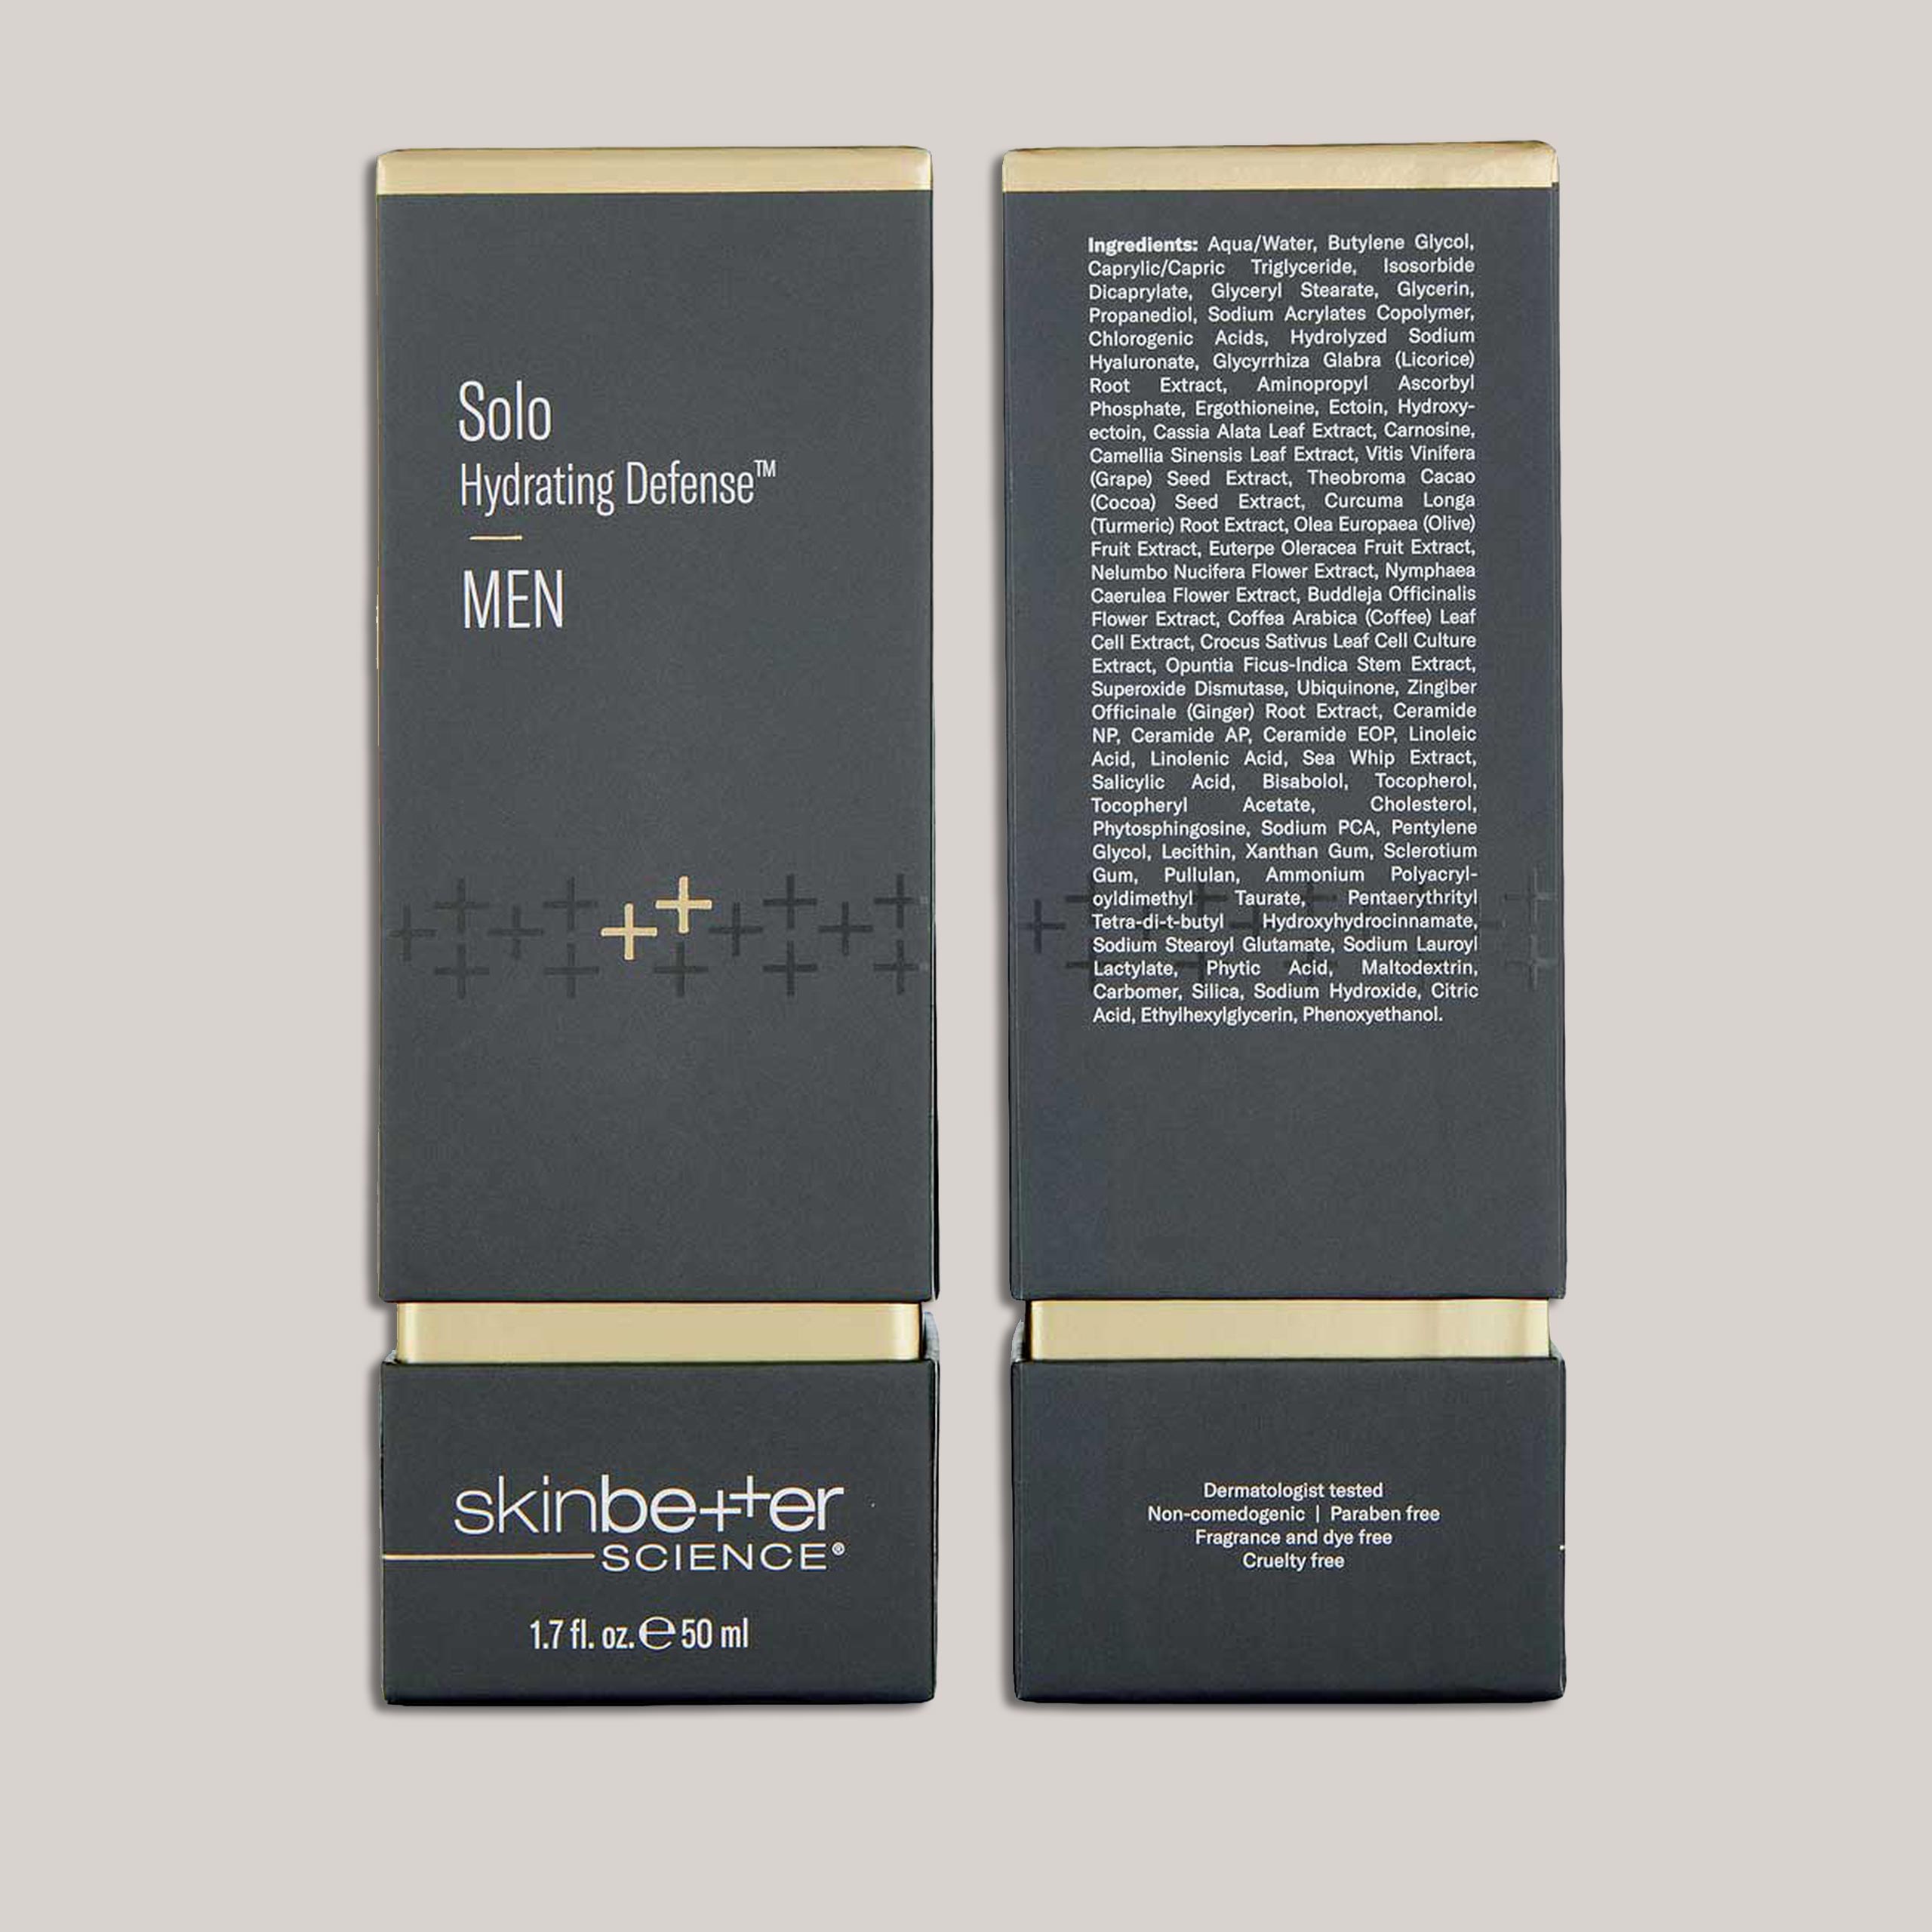 Solo
Hydrating Defense™
MEN
skinbetter
SCIENCE®
1.7 fl. oz. ℮ 50 ml
Ingredients: Aqua/Water, Butylene Glycol,
Caprylic/Capric Triglyceride, Isosorbide
Dicaprylate, Glyceryl Stearate, Glycerin,
Propanediol, Sodium Acrylates Copolymer,
Chlorogenic Acids, Hydrolyzed Sodium
Hyaluronate, Glycyrrhiza Glabra (Licorice)
Root Extract, Aminopropyl Ascorbyl
Phosphate, Ergothioneine, Ectoin, Hydroxy-
ectoin, Cassia Alata Leaf Extract, Carnosine,
Camellia Sinensis Leaf Extract, Vitis Vinifera
(Grape) Seed Extract, Theobroma Cacao
(Cocoa) Seed Extract, Curcuma Longa
(Turmeric) Root Extract, Olea Europaea (Olive)
Fruit Extract, Euterpe Oleracea Fruit Extract,
Nelumbo Nucifera Flower Extract, Nymphaea
Caerulea Flower Extract, Buddleja Officinalis
Flower Extract, Coffea Arabica (Coffee) Leaf
Cell Extract, Crocus Sativus Leaf Cell Culture
Extract, Opuntia Ficus-Indica Stem Extract,
Superoxide Dismutase, Ubiquinone, Zingiber
Officinale (Ginger) Root Extract, Ceramide
NP, Ceramide AP, Ceramide EOP, Linoleic
Acid, Linolenic Acid, Sea Whip Extract,
Salicylic Acid, Bisabolol, Tocopherol,
Tocopheryl Acetate, Cholesterol,
Phytosphingosine, Sodium PCA, Pentylene
Glycol, Lecithin, Xanthan Gum, Sclerotium
Gum, Pullulan, Ammonium Polyacryl-
oyldimethyl Taurate, Pentaerythrityl
Tetra-di-t-butyl Hydroxyhydrocinnamate,
Sodium Stearoyl Glutamate, Sodium Lauroyl
Lactylate, Phytic Acid, Maltodextrin,
Carbomer, Silica, Sodium Hydroxide, Citric
Acid, Ethylhexylglycerin, Phenoxyethanol.
Dermatologist tested
Non-comedogenic | Paraben free
Fragrance and dye free
Cruelty free